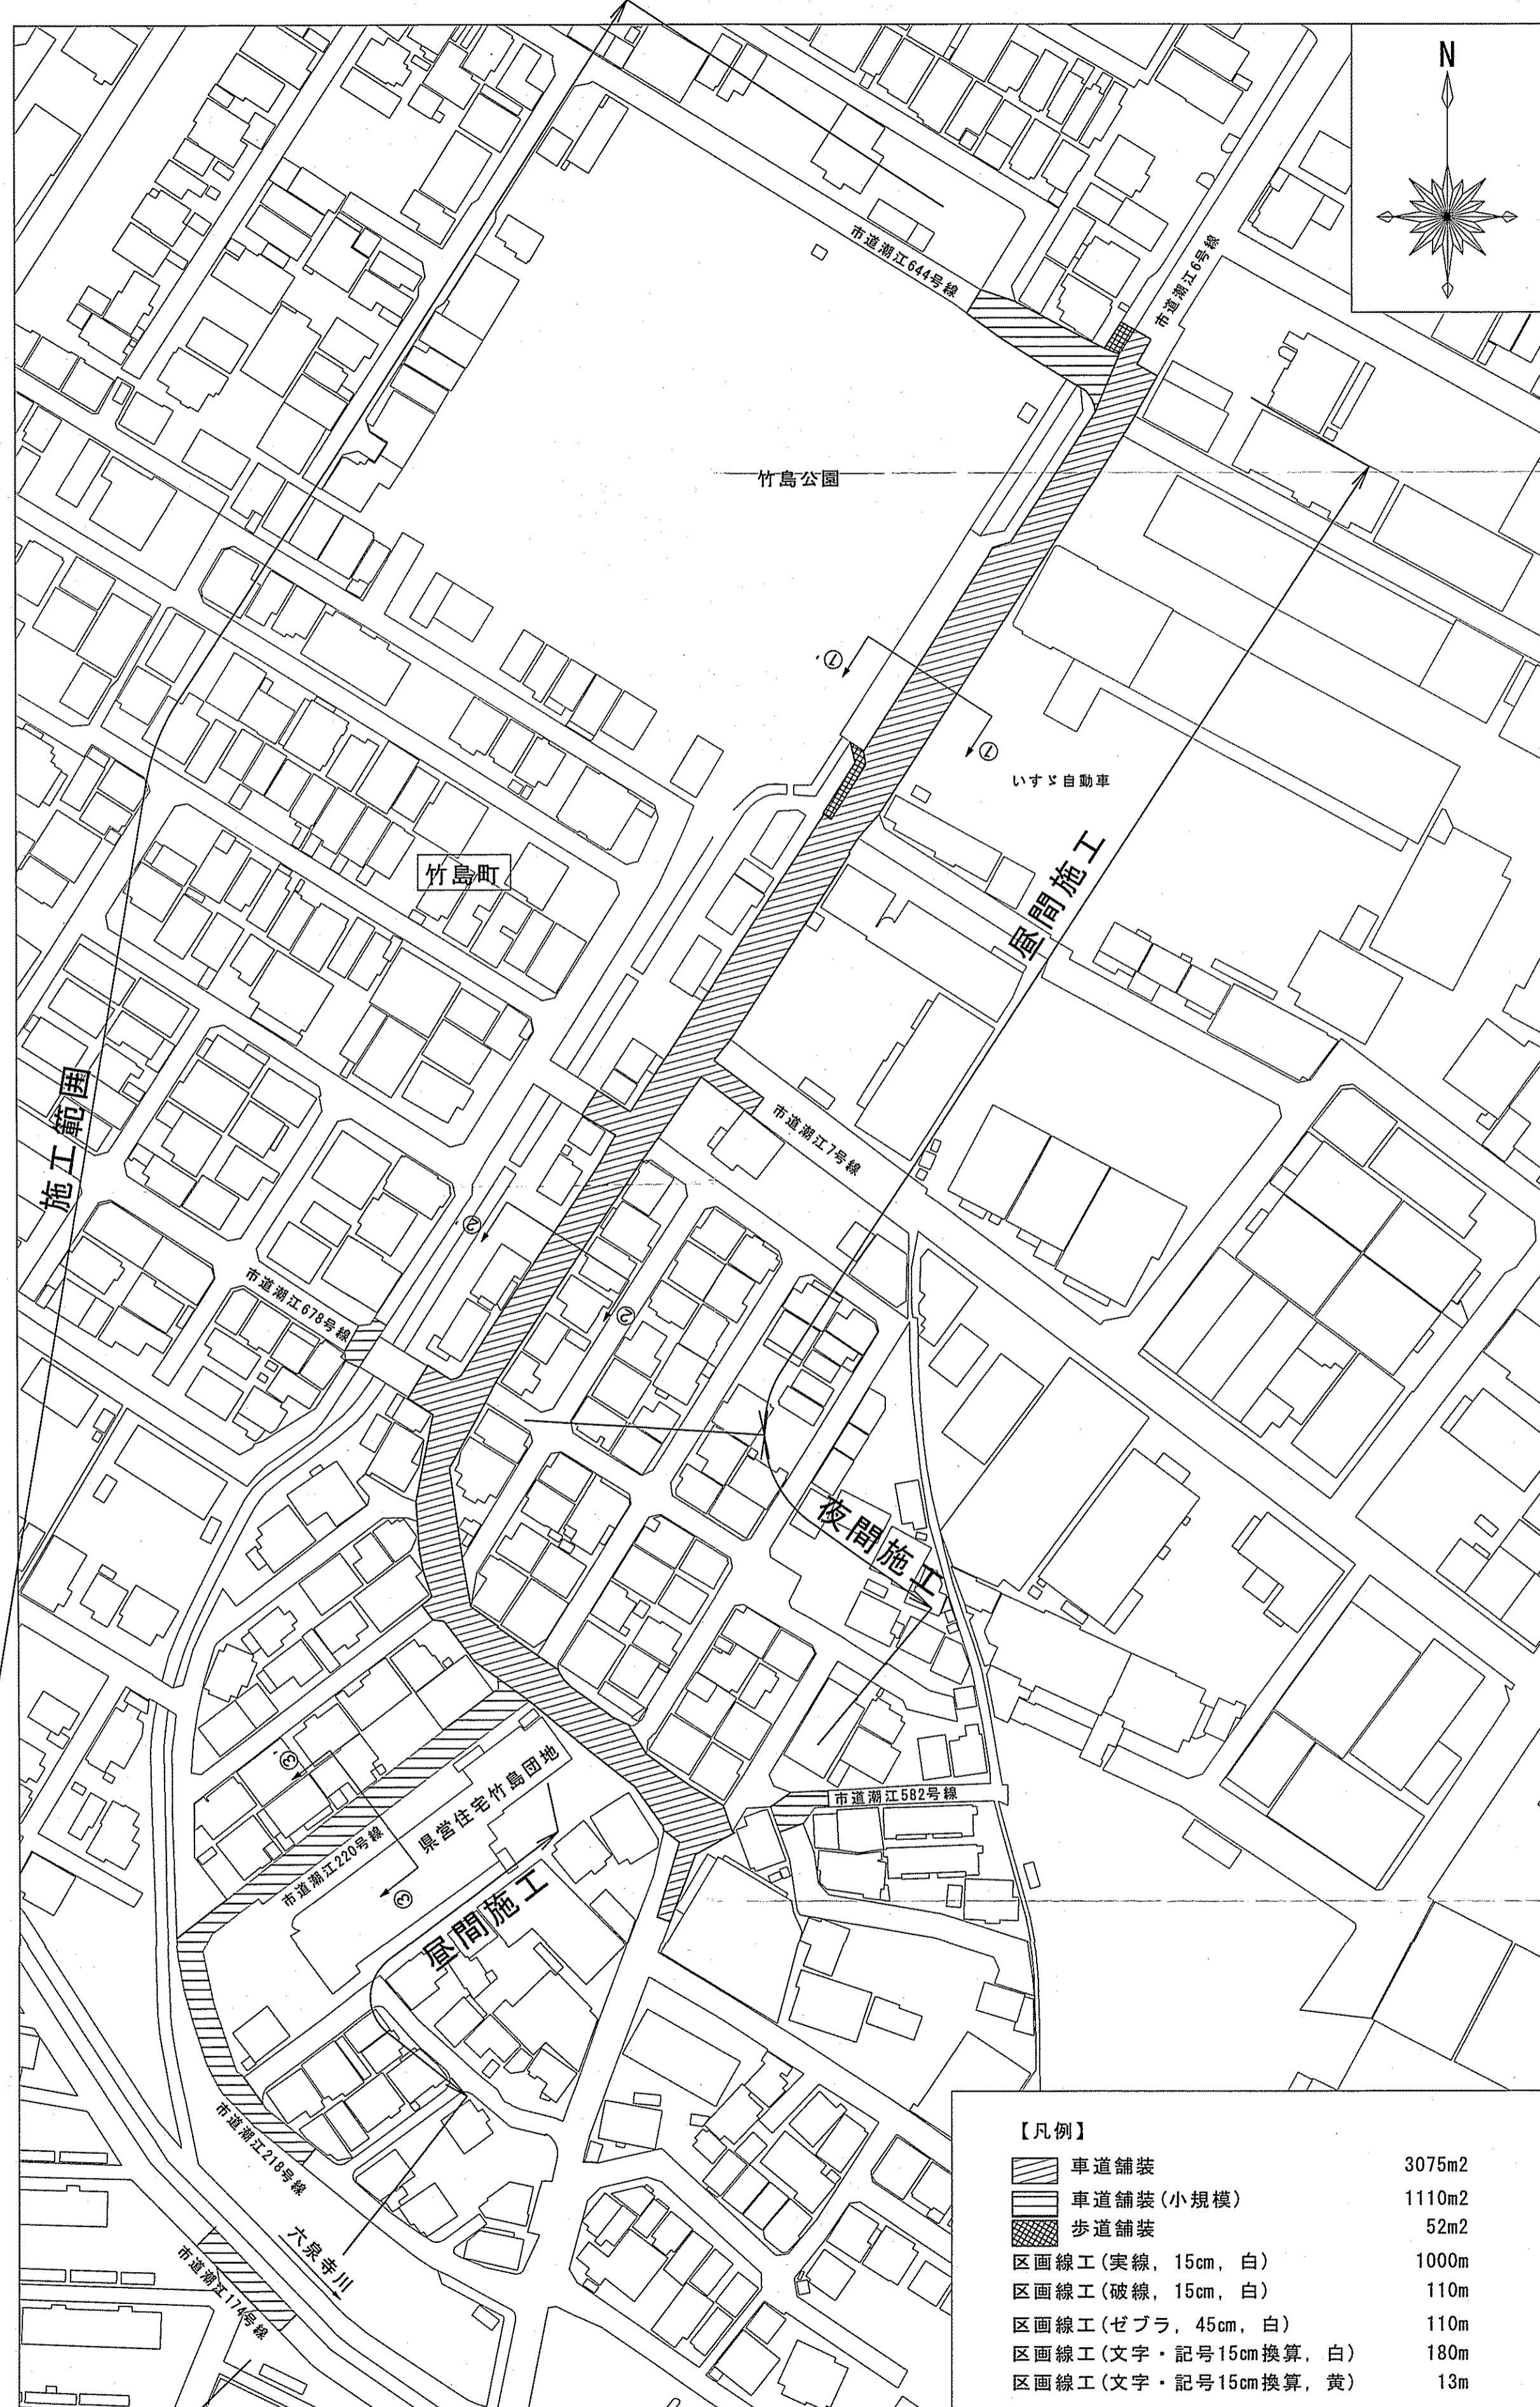 N
市道潮江644号線
市道潮江6号線
竹島公園
①
①
いすゞ自動車
昼間施工
竹島町
施工範囲
市道潮江7号線
②
②
市道潮江678号線
夜間施工
市道潮江582号線
県営住宅竹島団地
③
③
市道潮江220号線
昼間施工
市道潮江218号線
六泉寺川
市道潮江174号線
【凡例】
車道舗装 3075m2
車道舗装(小規模) 1110m2
歩道舗装 52m2
区画線工(実線, 15㎝, 白) 1000m
区画線工(破線, 15㎝, 白) 110m
区画線工(ゼブラ, 45㎝, 白) 110m
区画線工(文字・記号15㎝換算, 白) 180m
区画線工(文字・記号15㎝換算, 黄) 13m